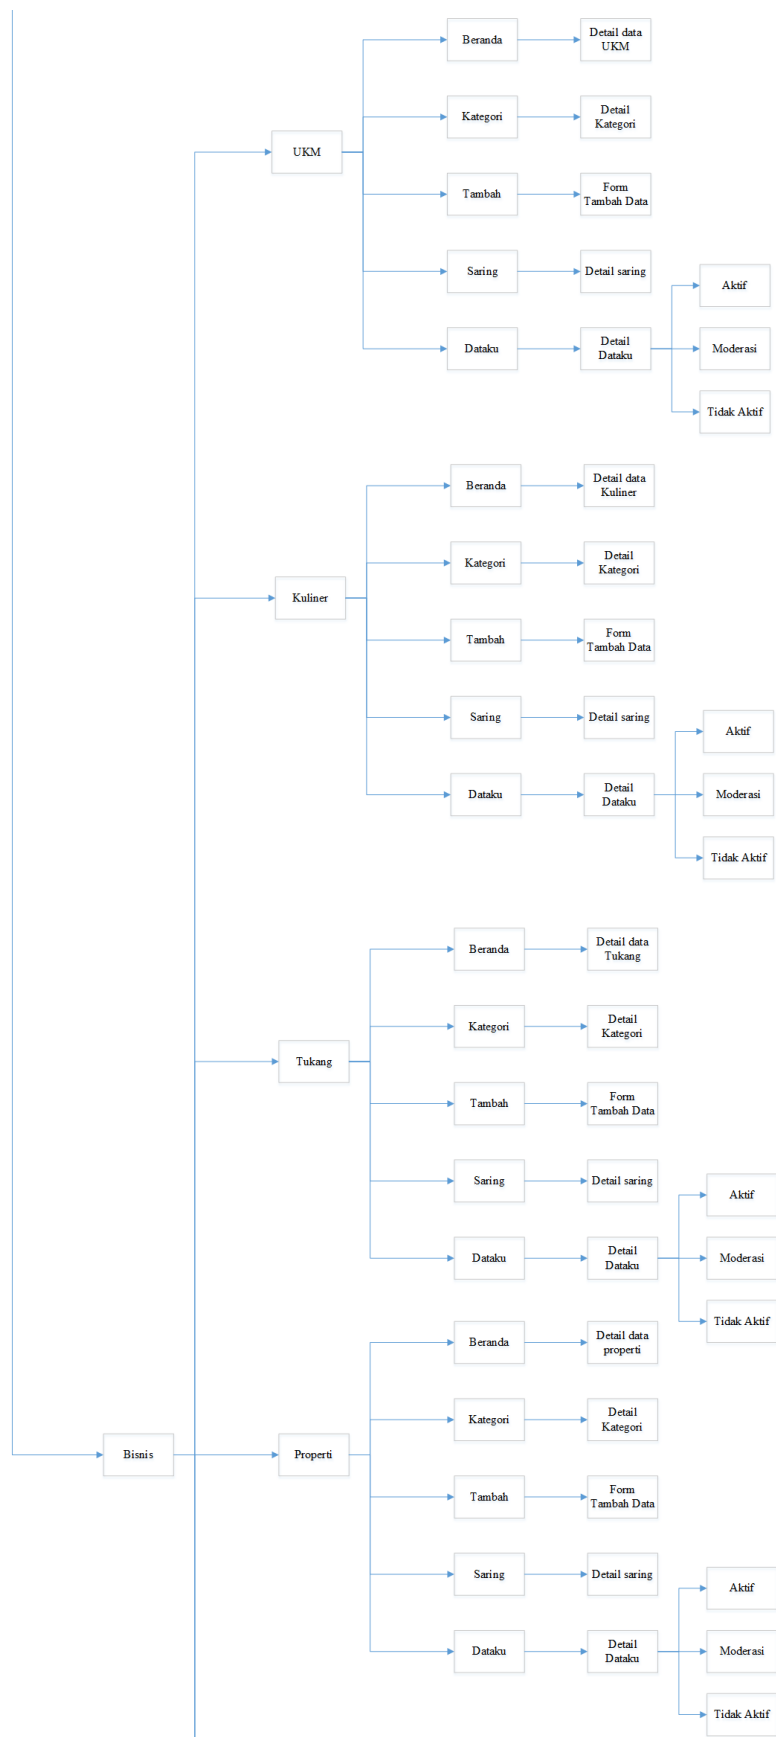 Beranda
Detail data
UKM
Kategori
Detail
Kategori
UKM
Tambah
Form
Tambah Data
Saring
Detail saring
Aktif
Dataku
Detail
Dataku
Moderasi
Tidak Aktif
Beranda
Detail data
Kuliner
Kategori
Detail
Kategori
Kuliner
Tambah
Form
Tambah Data
Saring
Detail saring
Aktif
Dataku
Detail
Dataku
Moderasi
Tidak Aktif
Beranda
Detail data
Tukang
Kategori
Detail
Kategori
Tukang
Tambah
Form
Tambah Data
Saring
Detail saring
Aktif
Dataku
Detail
Dataku
Moderasi
Tidak Aktif
Beranda
Detail data
properti
Kategori
Detail
Kategori
Bisnis
Properti
Tambah
Form
Tambah Data
Saring
Detail saring
Aktif
Dataku
Detail
Dataku
Moderasi
Tidak Aktif